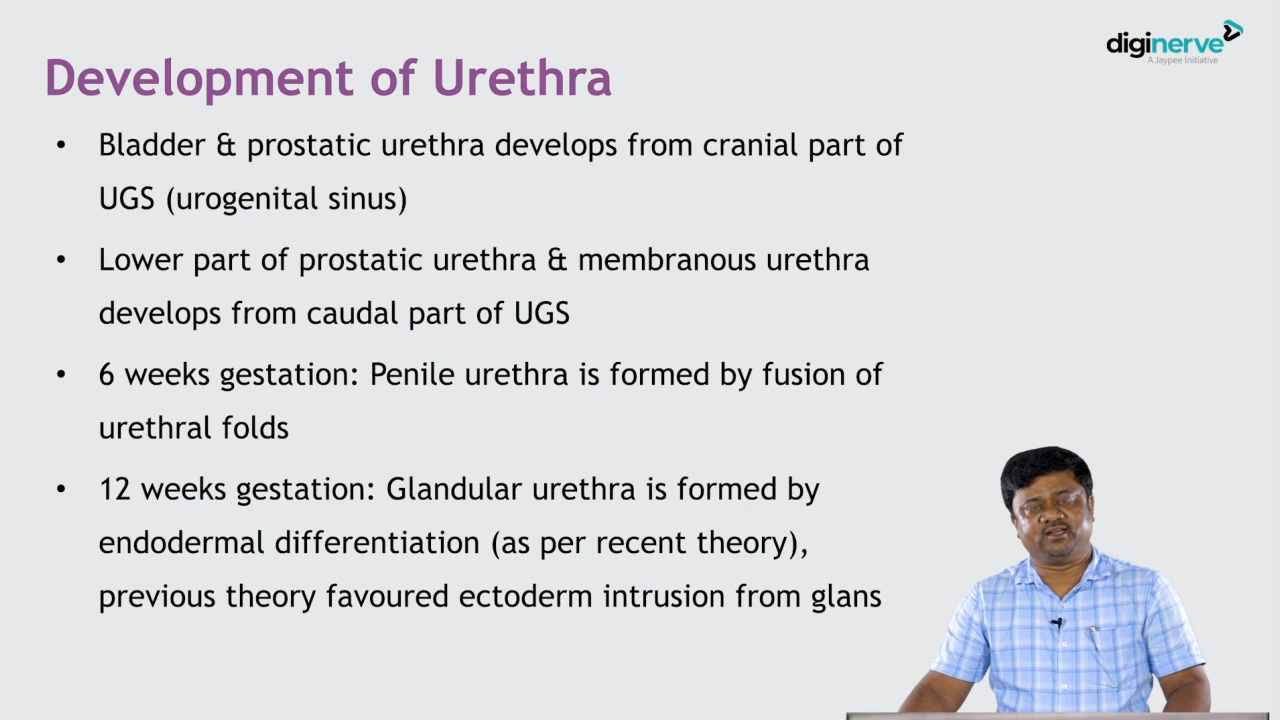 diginerve
A Jaypee Initiative
Development of Urethra
• Bladder & prostatic urethra develops from cranial part of
UGS (urogenital sinus)
• Lower part of prostatic urethra & membranous urethra
develops from caudal part of UGS
• 6 weeks gestation: Penile urethra is formed by fusion of
urethral folds
• 12 weeks gestation: Glandular urethra is formed by
endodermal differentiation (as per recent theory),
previous theory favoured ectoderm intrusion from glans